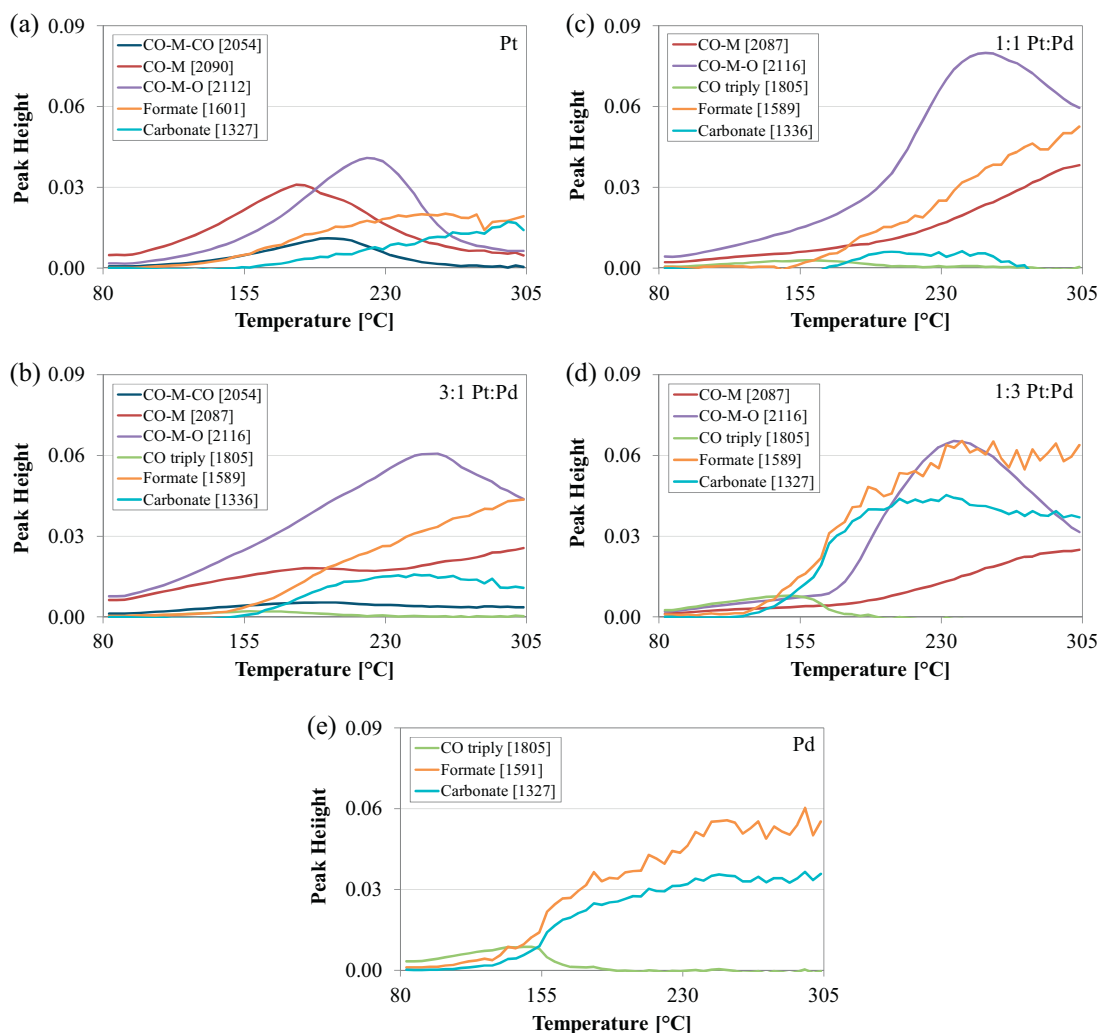 (a)
Pt
CO-M-CO [2054]
CO-M [2090]
CO-M-O [2112]
Formate [1601]
Carbonate [1327]
Peak Height
0.09
0.06
0.03
0.00
80 155 230 305
Temperature [°C]
(c)
1:1 Pt:Pd
CO-M [2087]
CO-M-O [2116]
CO triply [1805]
Formate [1589]
Carbonate [1336]
Peak Height
0.09
0.06
0.03
0.00
80 155 230 305
Temperature [°C]
(b)
3:1 Pt:Pd
CO-M-CO [2054]
CO-M [2087]
CO-M-O [2116]
CO triply [1805]
Formate [1589]
Carbonate [1336]
Peak Height
0.09
0.06
0.03
0.00
80 155 230 305
Temperature [°C]
(d)
1:3 Pt:Pd
CO-M [2087]
CO-M-O [2116]
CO triply [1805]
Formate [1589]
Carbonate [1327]
Peak Height
0.09
0.06
0.03
0.00
80 155 230 305
Temperature [°C]
(e)
Pd
CO triply [1805]
Formate [1591]
Carbonate [1327]
Peak Heiight
0.09
0.06
0.03
0.00
80 155 230 305
Temperature [°C]